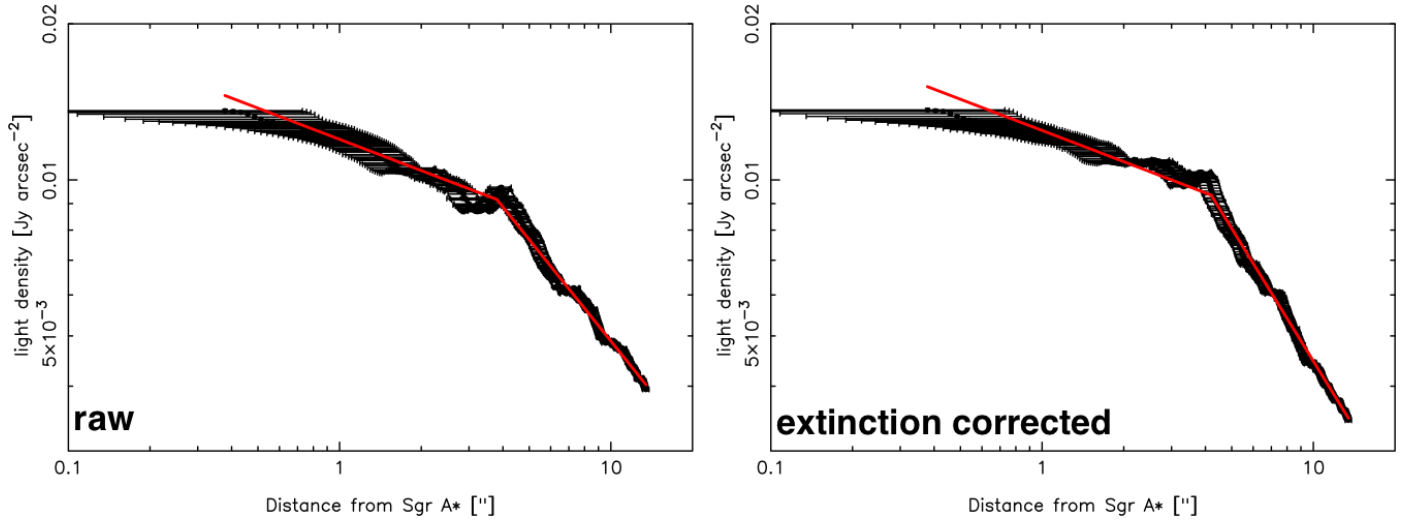 0.02
0.01
5×10−3
light density [Jy arcsec−2]
raw
0.1
1
10
Distance from Sgr A* ["]
0.02
0.01
5×10−3
light density [Jy arcsec−2]
extinction corrected
0.1
1
10
Distance from Sgr A* ["]